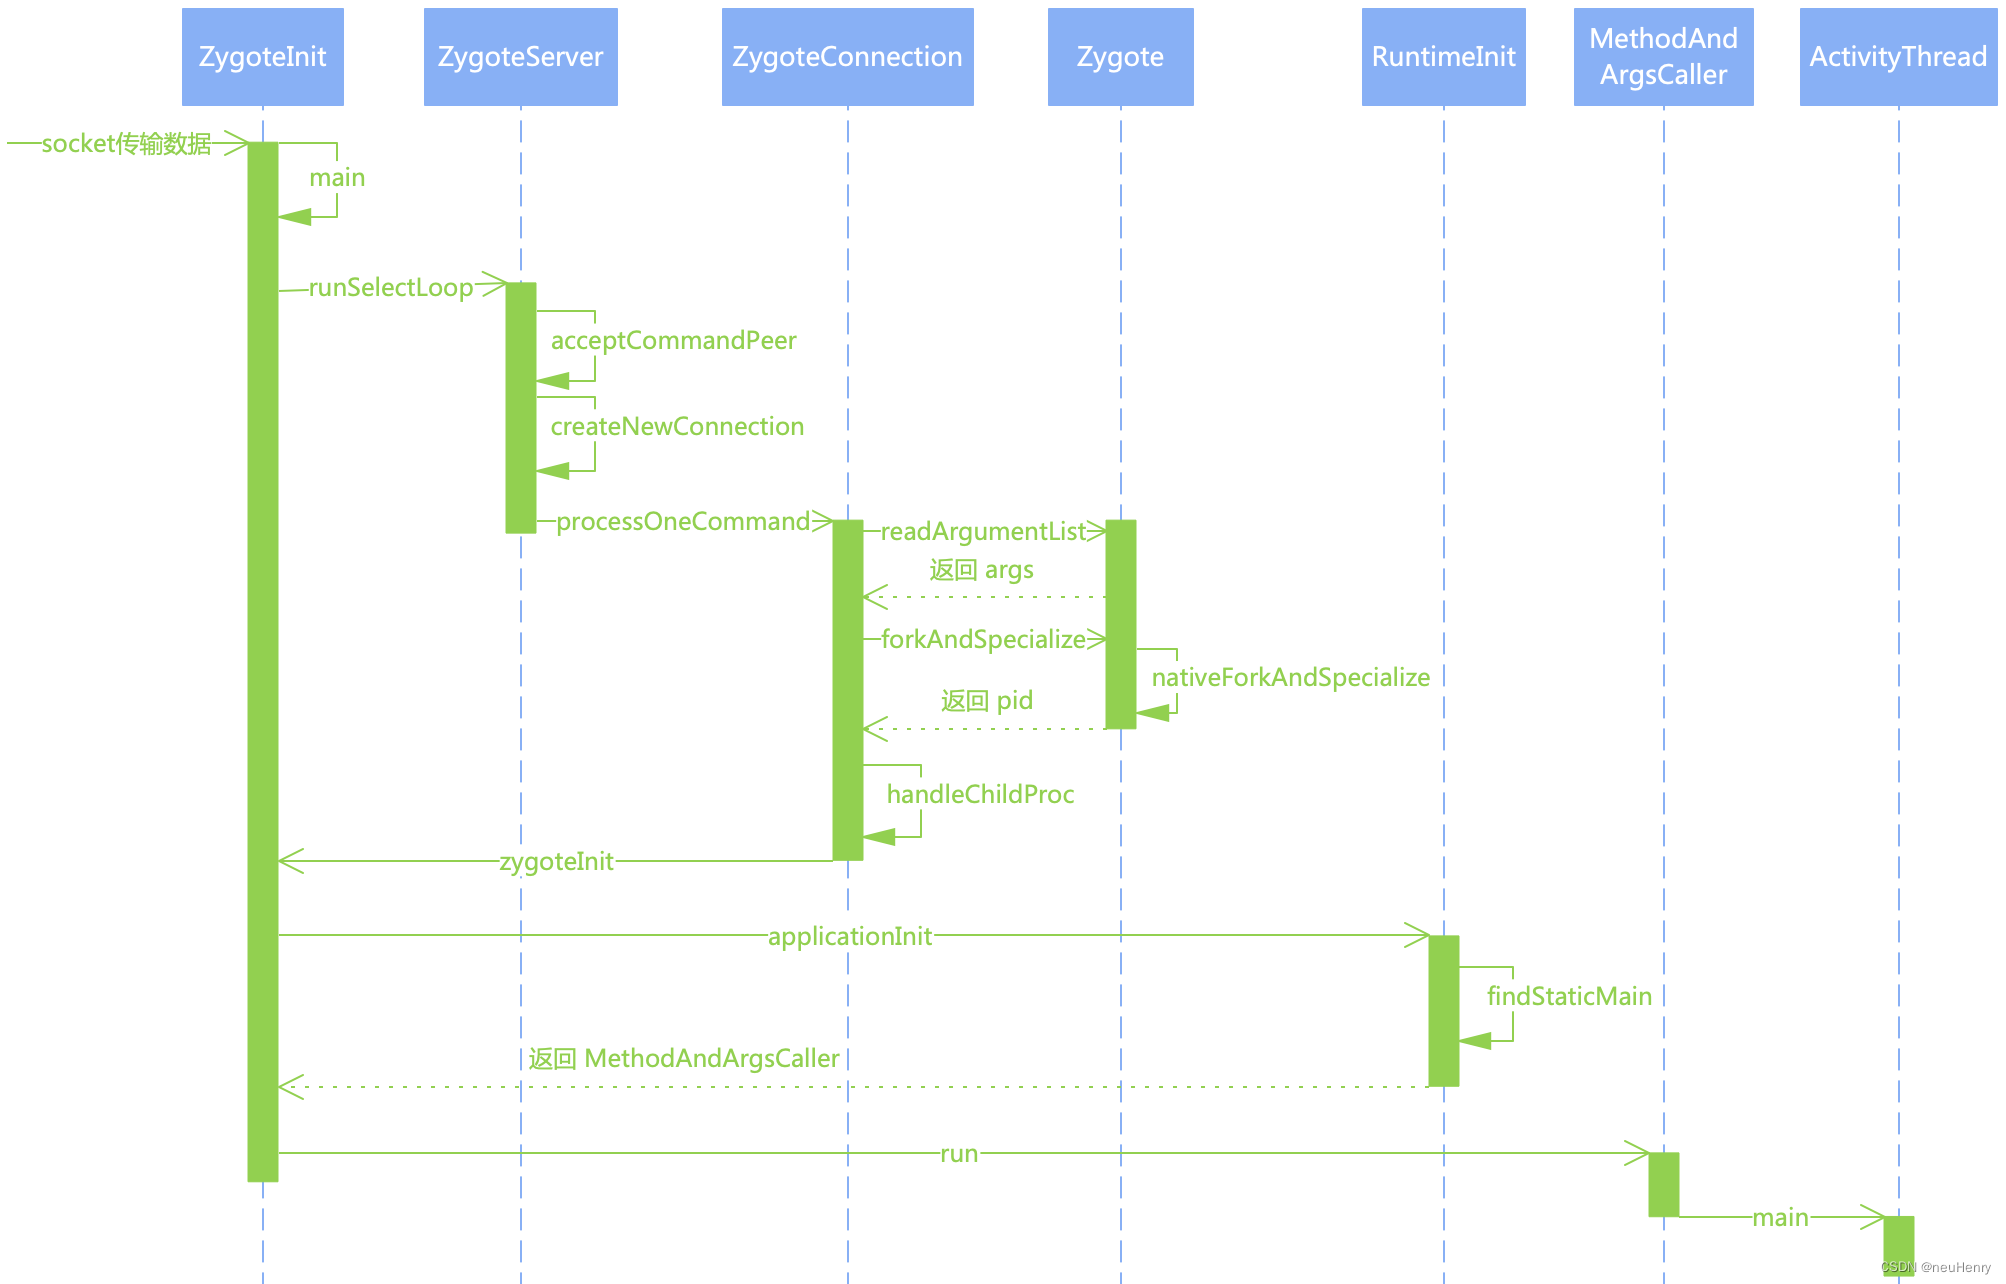 ZygoteInit
ZygoteServer
ZygoteConnection
Zygote
RuntimeInit
MethodAnd
ArgsCaller
ActivityThread
socket传输数据
main
runSelectLoop
acceptCommandPeer
createNewConnection
processOneCommand
readArgumentList
返回 args
forkAndSpecialize
nativeForkAndSpecialize
返回 pid
handleChildProc
zygoteInit
applicationInit
findStaticMain
返回 MethodAndArgsCaller
run
main
CSDN @neuHenry